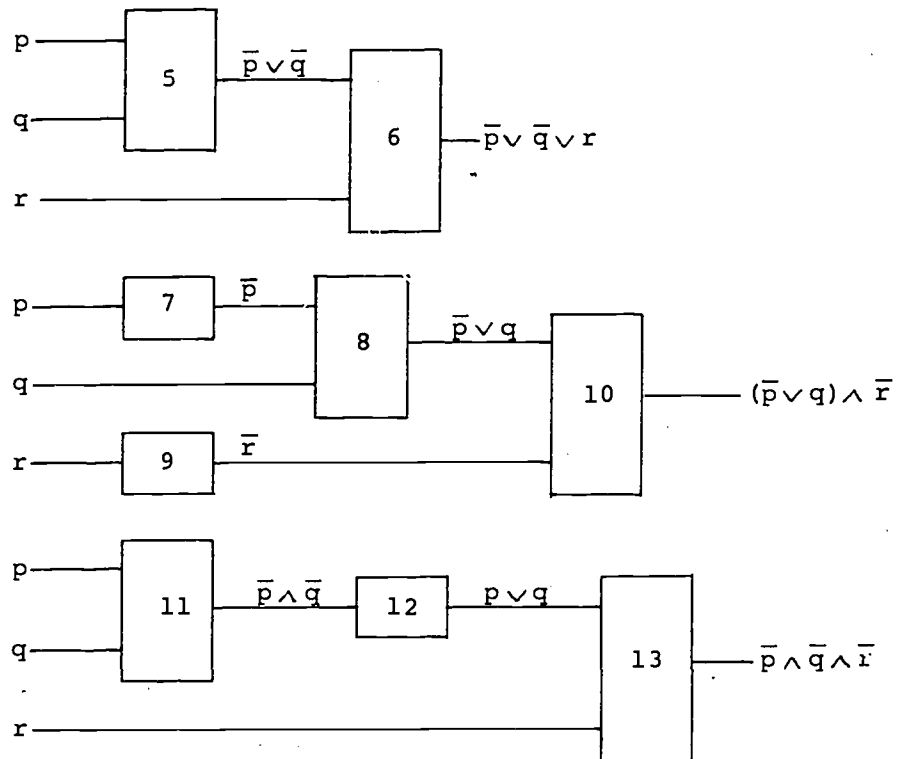 p
5
p̅ ∨ q̅
q
6
p̅ ∨ q̅ ∨ r
r
p
7
p̅
8
p̅ ∨ q
q
10
(p̅ ∨ q) ∧ r̅
r
9
r̅
p
11
p̅ ∧ q̅
12
p ∨ q
q
13
p̅ ∧ q̅ ∧ r̅
r